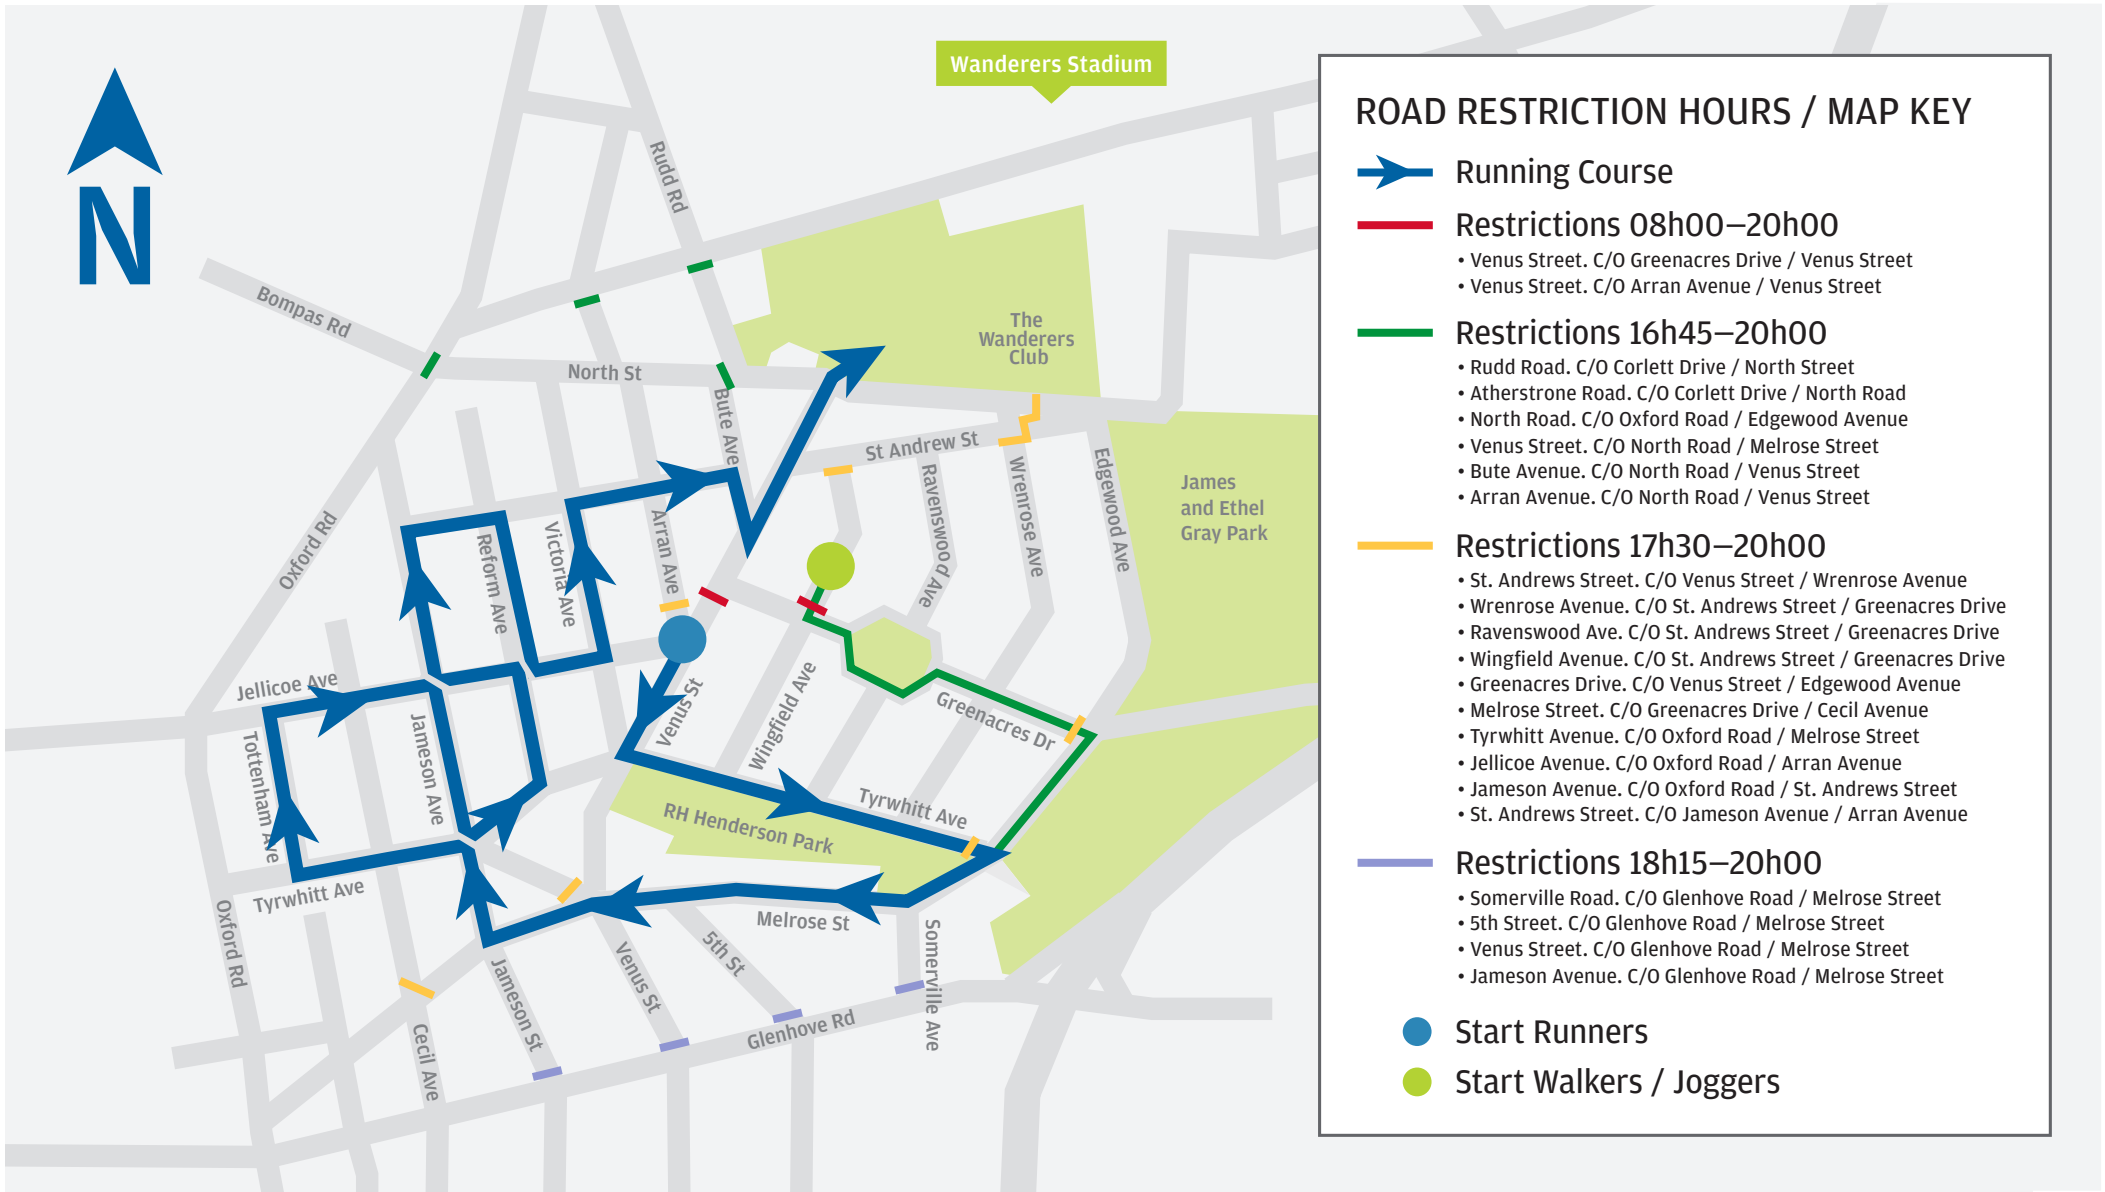 Wanderers Stadium
N
Rudd Rd
Bompas Rd
North St
The
Wanderers
Club
Bute Ave
St Andrew St
Oxford Rd
Reform Ave
Victoria Ave
Arran Ave
Ravenswood Ave
Wrenrose Ave
Edgewood Ave
James
and Ethel
Gray Park
Jellicoe Ave
Tottenham Ave
Jameson Ave
Venus St
Wingfield Ave
Greenacres Dr
Tyrwhitt Ave
RH Henderson Park
Tyrwhitt Ave
Oxford Rd
Melrose St
Jameson St
Venus St
5th St
Somerville Ave
Cecil Ave
Glenhove Rd
ROAD RESTRICTION HOURS / MAP KEY
Running Course
Restrictions 08h00–20h00
• Venus Street. C/O Greenacres Drive / Venus Street
• Venus Street. C/O Arran Avenue / Venus Street
Restrictions 16h45–20h00
• Rudd Road. C/O Corlett Drive / North Street
• Atherstrone Road. C/O Corlett Drive / North Road
• North Road. C/O Oxford Road / Edgewood Avenue
• Venus Street. C/O North Road / Melrose Street
• Bute Avenue. C/O North Road / Venus Street
• Arran Avenue. C/O North Road / Venus Street
Restrictions 17h30–20h00
• St. Andrews Street. C/O Venus Street / Wrenrose Avenue
• Wrenrose Avenue. C/O St. Andrews Street / Greenacres Drive
• Ravenswood Ave. C/O St. Andrews Street / Greenacres Drive
• Wingfield Avenue. C/O St. Andrews Street / Greenacres Drive
• Greenacres Drive. C/O Venus Street / Edgewood Avenue
• Melrose Street. C/O Greenacres Drive / Cecil Avenue
• Tyrwhitt Avenue. C/O Oxford Road / Melrose Street
• Jellicoe Avenue. C/O Oxford Road / Arran Avenue
• Jameson Avenue. C/O Oxford Road / St. Andrews Street
• St. Andrews Street. C/O Jameson Avenue / Arran Avenue
Restrictions 18h15–20h00
• Somerville Road. C/O Glenhove Road / Melrose Street
• 5th Street. C/O Glenhove Road / Melrose Street
• Venus Street. C/O Glenhove Road / Melrose Street
• Jameson Avenue. C/O Glenhove Road / Melrose Street
Start Runners
Start Walkers / Joggers